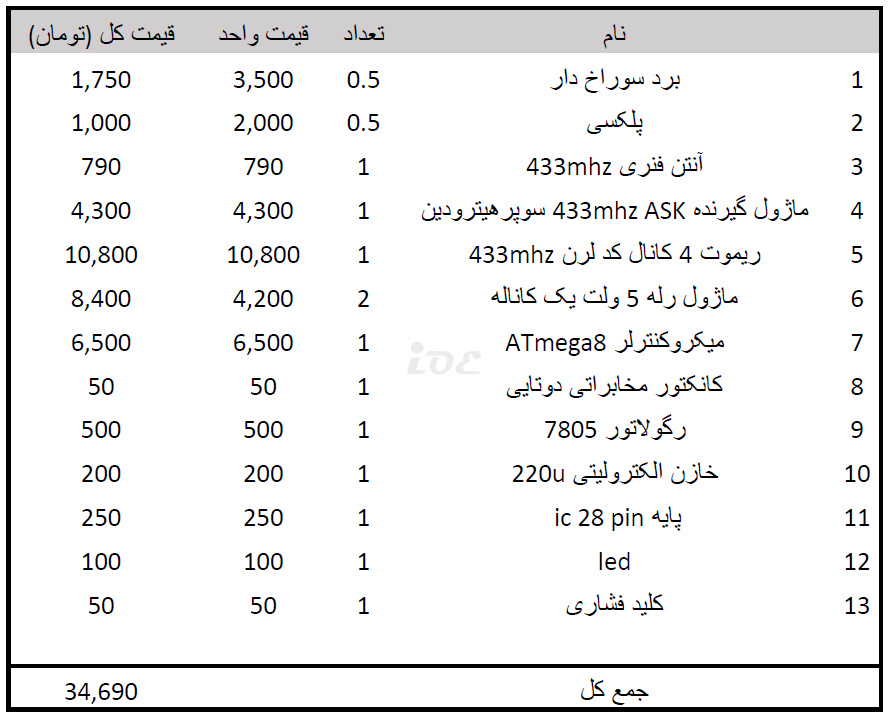 نام تعداد قیمت واحد قیمت کل (تومان)
1 برد سوراخ دار 0.5 3,500 1,750
2 پلکسی 0.5 2,000 1,000
3 آنتن فنری 433mhz 1 790 790
4 ماژول گیرنده 433mhz ASK سوپرهیترودین 1 4,300 4,300
5 ریموت 4 کانال کد لرن 433mhz 1 10,800 10,800
6 ماژول رله 5 ولت یک کاناله 2 4,200 8,400
7 میکروکنترلر ATmega8 1 6,500 6,500
8 کانکتور مخابراتی دوتایی 1 50 50
9 رگولاتور 7805 1 500 500
10 خازن الکترولیتی 220u 1 200 200
11 پایه ic 28 pin 1 250 250
12 led 1 100 100
13 کلید فشاری 1 50 50
جمع کل 34,690